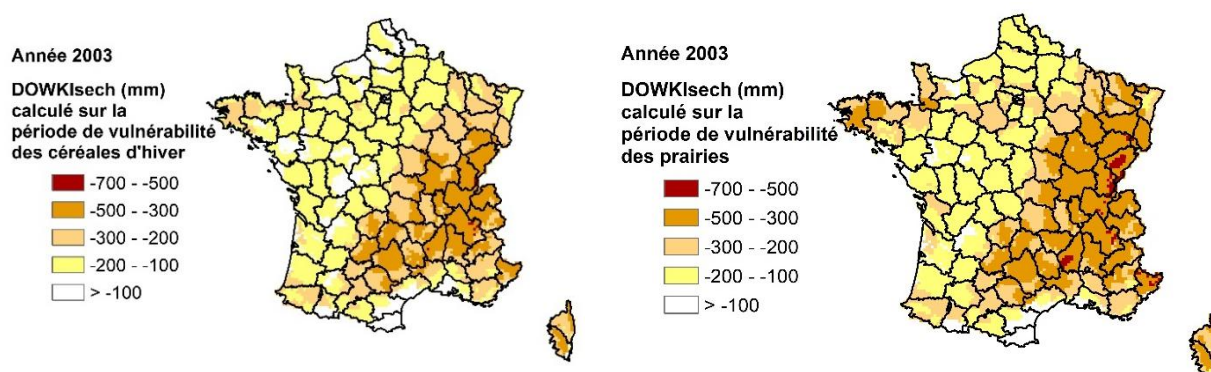 Année 2003
DOWKIsech (mm)
calculé sur la
période de vulnérabilité
des céréales d'hiver
-700 - -500
-500 - -300
-300 - -200
-200 - -100
> -100
Année 2003
DOWKIsech (mm)
calculé sur la
période de vulnérabilité
des prairies
-700 - -500
-500 - -300
-300 - -200
-200 - -100
> -100